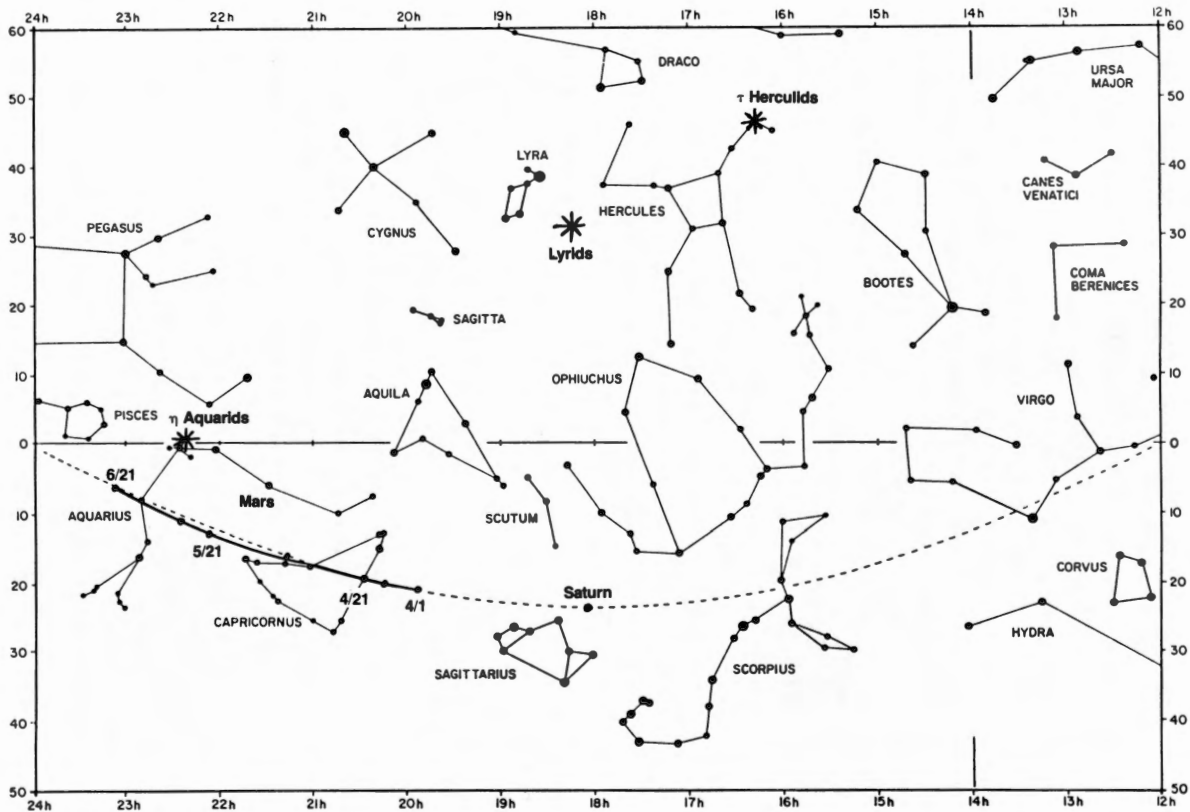 24h 23h 22h 21h 20h 19h 18h 17h 16h 15h 14h 13h 12h
60 60
DRACO
URSA
MAJOR
50 50
τ Herculids
40 40
LYRA
CANES
VENATICI
HERCULES
PEGASUS
CYGNUS
30 30
Lyrids
COMA
BERENICES
BOOTES
20 20
SAGITTA
10 10
AQUILA
OPHIUCHUS
VIRGO
PISCES
η Aquarids
0 0
6/21
Mars
AQUARIUS
10 10
SCUTUM
5/21
CORVUS
20 20
4/21
4/1
Saturn
CAPRICORNUS
HYDRA
30 30
SAGITTARIUS
SCORPIUS
40 40
50 50
24h 23h 22h 21h 20h 19h 18h 17h 16h 15h 14h 13h 12h